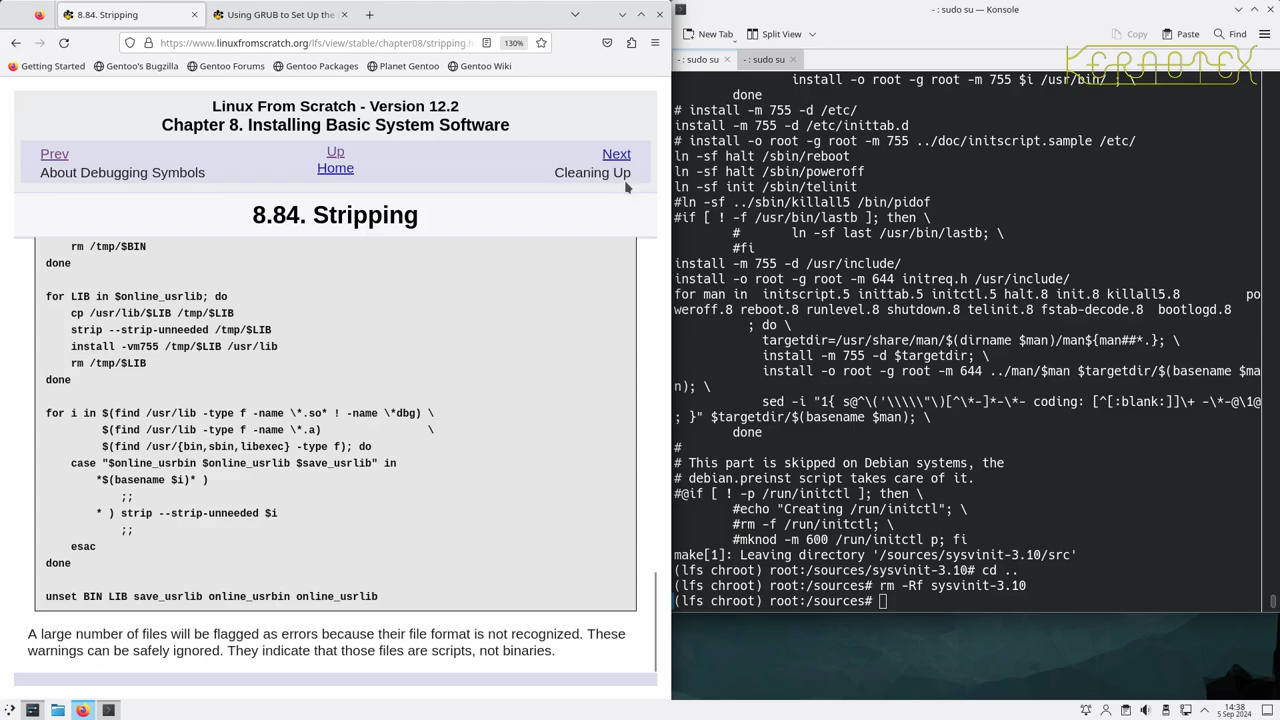 8.84. Stripping
Using GRUB to Set Up the
https://www.linuxfromscratch.org/lfs/view/stable/chapter08/stripping.h
130%
Getting Started
Gentoo's Bugzilla
Gentoo Forums
Gentoo Packages
Planet Gentoo
Gentoo Wiki
Linux From Scratch - Version 12.2
Chapter 8. Installing Basic System Software
Prev
Up
Next
About Debugging Symbols
Home
Cleaning Up
8.84. Stripping
rm /tmp/$BIN
done
for LIB in $online_usrlib; do
cp /usr/lib/$LIB /tmp/$LIB
strip --strip-unneeded /tmp/$LIB
install -vm755 /tmp/$LIB /usr/lib
rm /tmp/$LIB
done
for i in $(find /usr/lib -type f -name \*.so* ! -name \*dbg) \
$(find /usr/lib -type f -name \*.a) \
$(find /usr/{bin,sbin,libexec} -type f); do
case "$online_usrbin $online_usrlib $save_usrlib" in
*$(basename $i)* )
;;
* ) strip --strip-unneeded $i
;;
esac
done
unset BIN LIB save_usrlib online_usrbin online_usrlib
A large number of files will be flagged as errors because their file format is not recognized. These
warnings can be safely ignored. They indicate that those files are scripts, not binaries.
- : sudo su — Konsole
New Tab
Split View
Copy
Paste
Find
- : sudo su
- : sudo su
KERNOTEX
install -o root -g root -m 755 $i /usr/bin/ ; \
done
# install -m 755 -d /etc/
install -m 755 -d /etc/inittab.d
# install -o root -g root -m 755 ../doc/initscript.sample /etc/
ln -sf halt /sbin/reboot
ln -sf halt /sbin/poweroff
ln -sf init /sbin/telinit
#ln -sf ../sbin/killall5 /bin/pidof
#if [ ! -f /usr/bin/lastb ]; then \
# ln -sf last /usr/bin/lastb; \
#fi
install -m 755 -d /usr/include/
install -o root -g root -m 644 initreq.h /usr/include/
for man in initscript.5 inittab.5 initctl.5 halt.8 init.8 killall5.8 po
weroff.8 reboot.8 runlevel.8 shutdown.8 telinit.8 fstab-decode.8 bootlogd.8
; do \
targetdir=/usr/share/man/$(dirname $man)/man${man##*.}; \
install -m 755 -d $targetdir; \
install -o root -g root -m 644 ../man/$man $targetdir/$(basename $ma
n); \
sed -i "1{ s@^\('\\\\\"\)[^\*-]*-\*- coding: [^[:blank:]]\+ -\*-@\1@
; }" $targetdir/$(basename $man); \
done
#
# This part is skipped on Debian systems, the
# debian.preinst script takes care of it.
#@if [ ! -p /run/initctl ]; then \
#echo "Creating /run/initctl"; \
#rm -f /run/initctl; \
#mknod -m 600 /run/initctl p; fi
make[1]: Leaving directory '/sources/sysvinit-3.10/src'
(lfs chroot) root:/sources/sysvinit-3.10# cd ..
(lfs chroot) root:/sources# rm -Rf sysvinit-3.10
(lfs chroot) root:/sources#
14:38
5 Sep 2024